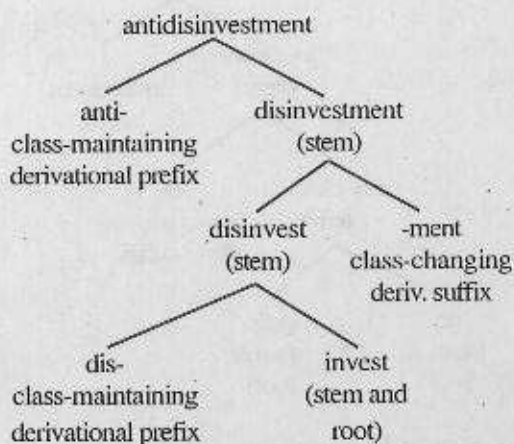 antidisinvestment
anti-
class-maintaining
derivational prefix
disinvestment
(stem)
disinvest
(stem)
-ment
class-changing
deriv. suffix
dis-
class-maintaining
derivational prefix
invest
(stem and
root)